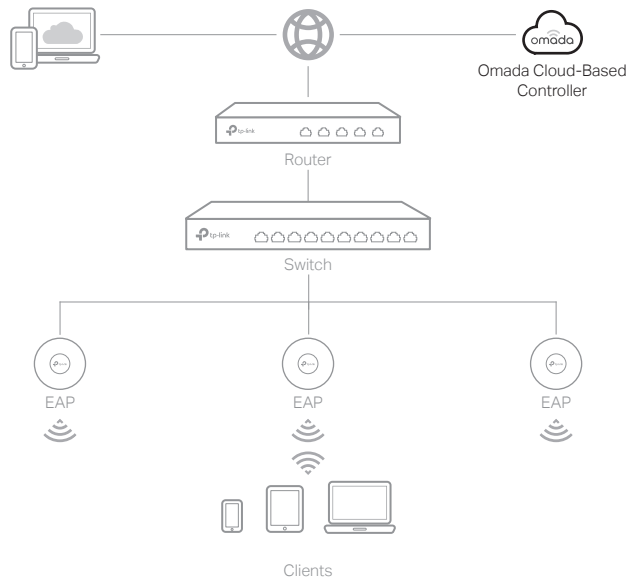 omada
Omada Cloud-Based
Controller
tp-link
Router
tp-link
Switch
EAP
EAP
EAP
Clients